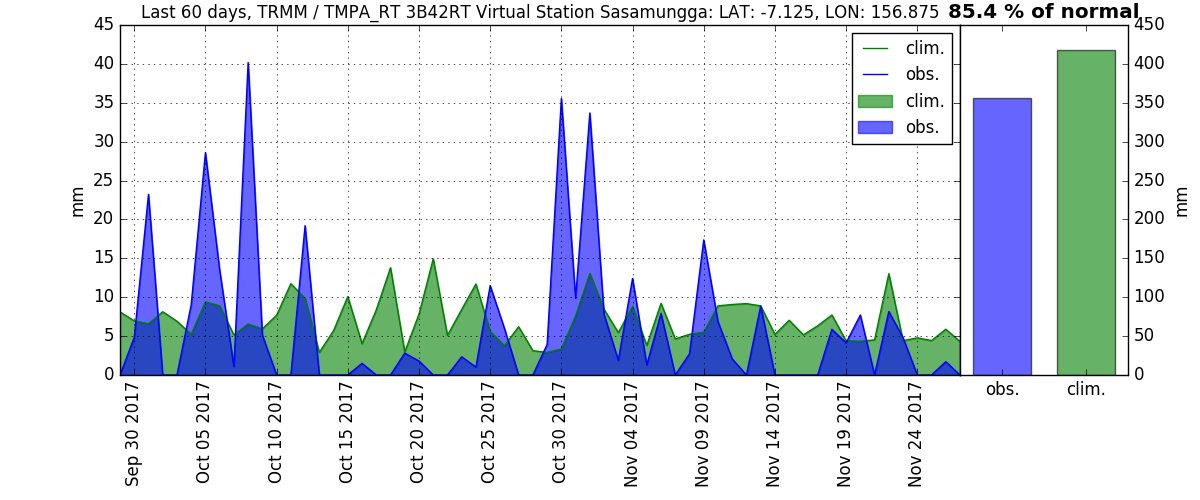 Last 60 days, TRMM / TMPA_RT 3B42RT Virtual Station Sasamungga: LAT: -7.125, LON: 156.875 85.4 % of normal
45
40
35
30
25
20
15
10
5
0
mm
clim.
obs.
clim.
obs.
450
400
350
300
250
200
150
100
50
0
mm
Sep 30 2017
Oct 05 2017
Oct 10 2017
Oct 15 2017
Oct 20 2017
Oct 25 2017
Oct 30 2017
Nov 04 2017
Nov 09 2017
Nov 14 2017
Nov 19 2017
Nov 24 2017
obs.
clim.